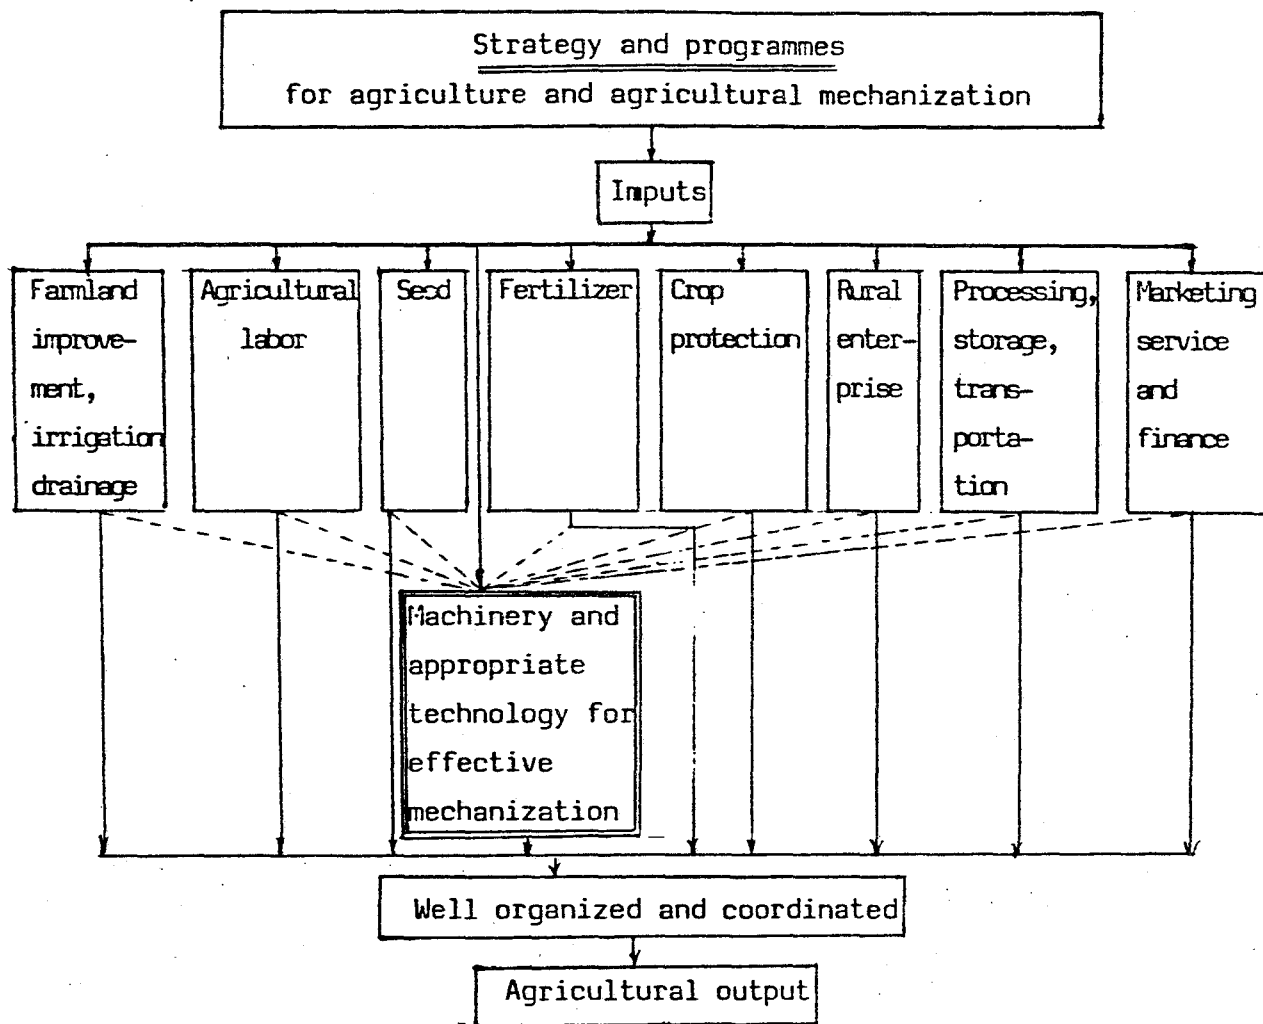 Strategy and programmes
for agriculture and agricultural mechanization
Imputs
Farmland
improve-
ment,
irrigation
drainage
Agricultural
labor
Seed
Fertilizer
Crop
protection
Rural
enter-
prise
Processing,
storage,
trans-
porta-
tion
Marketing
service
and
finance
Machinery and
appropriate
technology for
effective
mechanization
Well organized and coordinated
Agricultural output